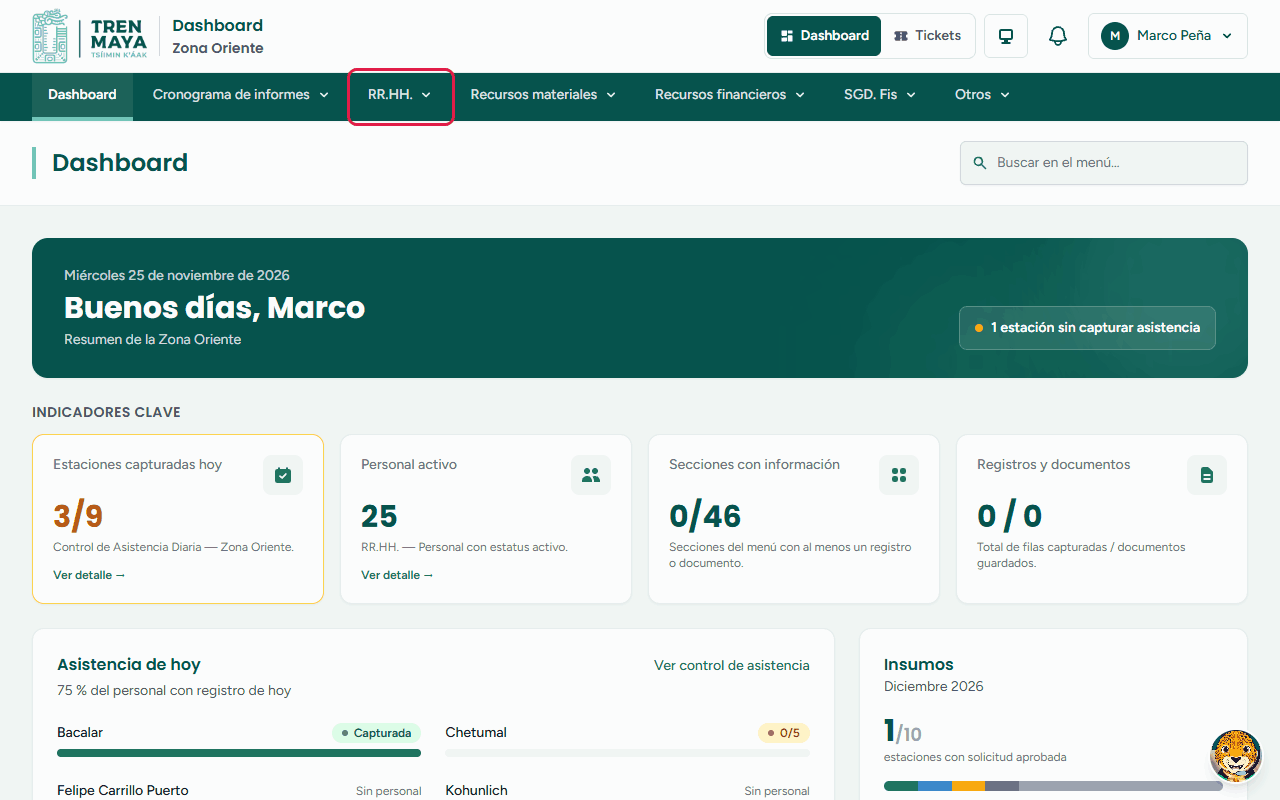 TREN
MAYA
TSÍIMIN K'ÁAK
Dashboard
Zona Oriente
Dashboard
Tickets
M
Marco Peña
Dashboard
Cronograma de informes
RR.HH.
Recursos materiales
Recursos financieros
SGD. Fis
Otros
Dashboard
Buscar en el menú...
Miércoles 25 de noviembre de 2026
Buenos días, Marco
Resumen de la Zona Oriente
1 estación sin capturar asistencia
INDICADORES CLAVE
Estaciones capturadas hoy
3/9
Control de Asistencia Diaria — Zona Oriente.
Ver detalle →
Personal activo
25
RR.HH. — Personal con estatus activo.
Ver detalle →
Secciones con información
0/46
Secciones del menú con al menos un registro
o documento.
Registros y documentos
0 / 0
Total de filas capturadas / documentos
guardados.
Asistencia de hoy
Ver control de asistencia
75 % del personal con registro de hoy
Bacalar
Capturada
Chetumal
0/5
Felipe Carrillo Puerto
Sin personal
Kohunlich
Sin personal
Insumos
Diciembre 2026
1/10
estaciones con solicitud aprobada